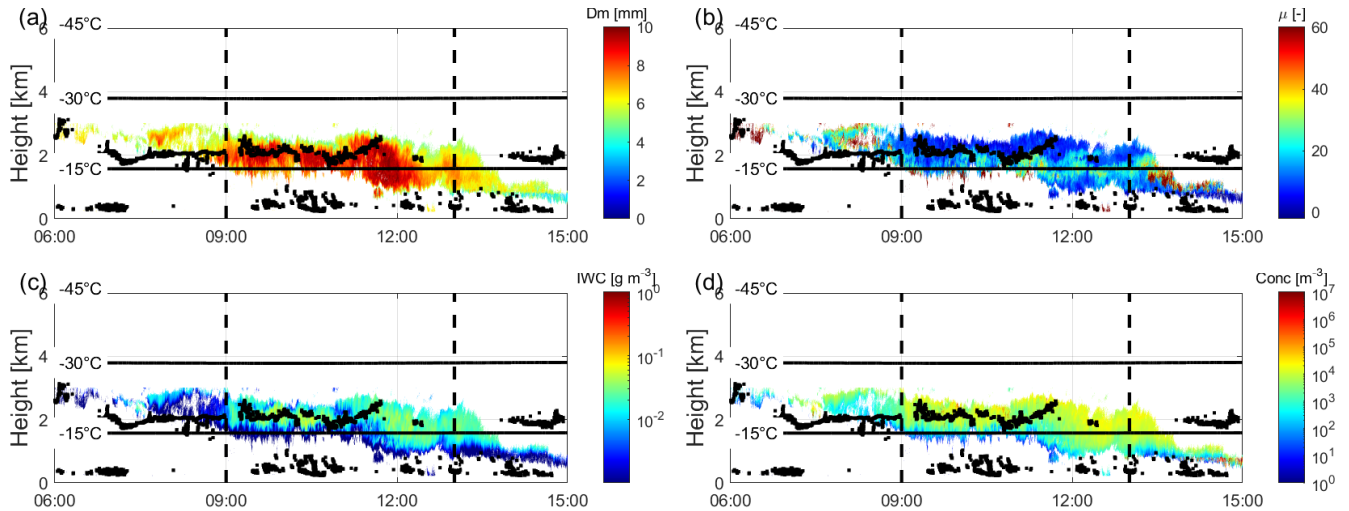 (a)
Dm [mm]
6
-45°C
10
8
4
-30°C
6
Height [km]
4
2
-15°C
2
0
0
06:00 09:00 12:00 15:00
(b)
μ [-]
6
-45°C
60
4
-30°C
40
Height [km]
2
20
-15°C
0
0
06:00 09:00 12:00 15:00
(c)
IWC [g m⁻³]
6
-45°C
10⁰
4
-30°C
10⁻¹
Height [km]
2
-15°C
10⁻²
0
06:00 09:00 12:00 15:00
(d)
Conc [m⁻³]
6
-45°C
10⁷
10⁶
4
-30°C
10⁵
10⁴
Height [km]
2
10³
-15°C
10²
10¹
0
10⁰
06:00 09:00 12:00 15:00